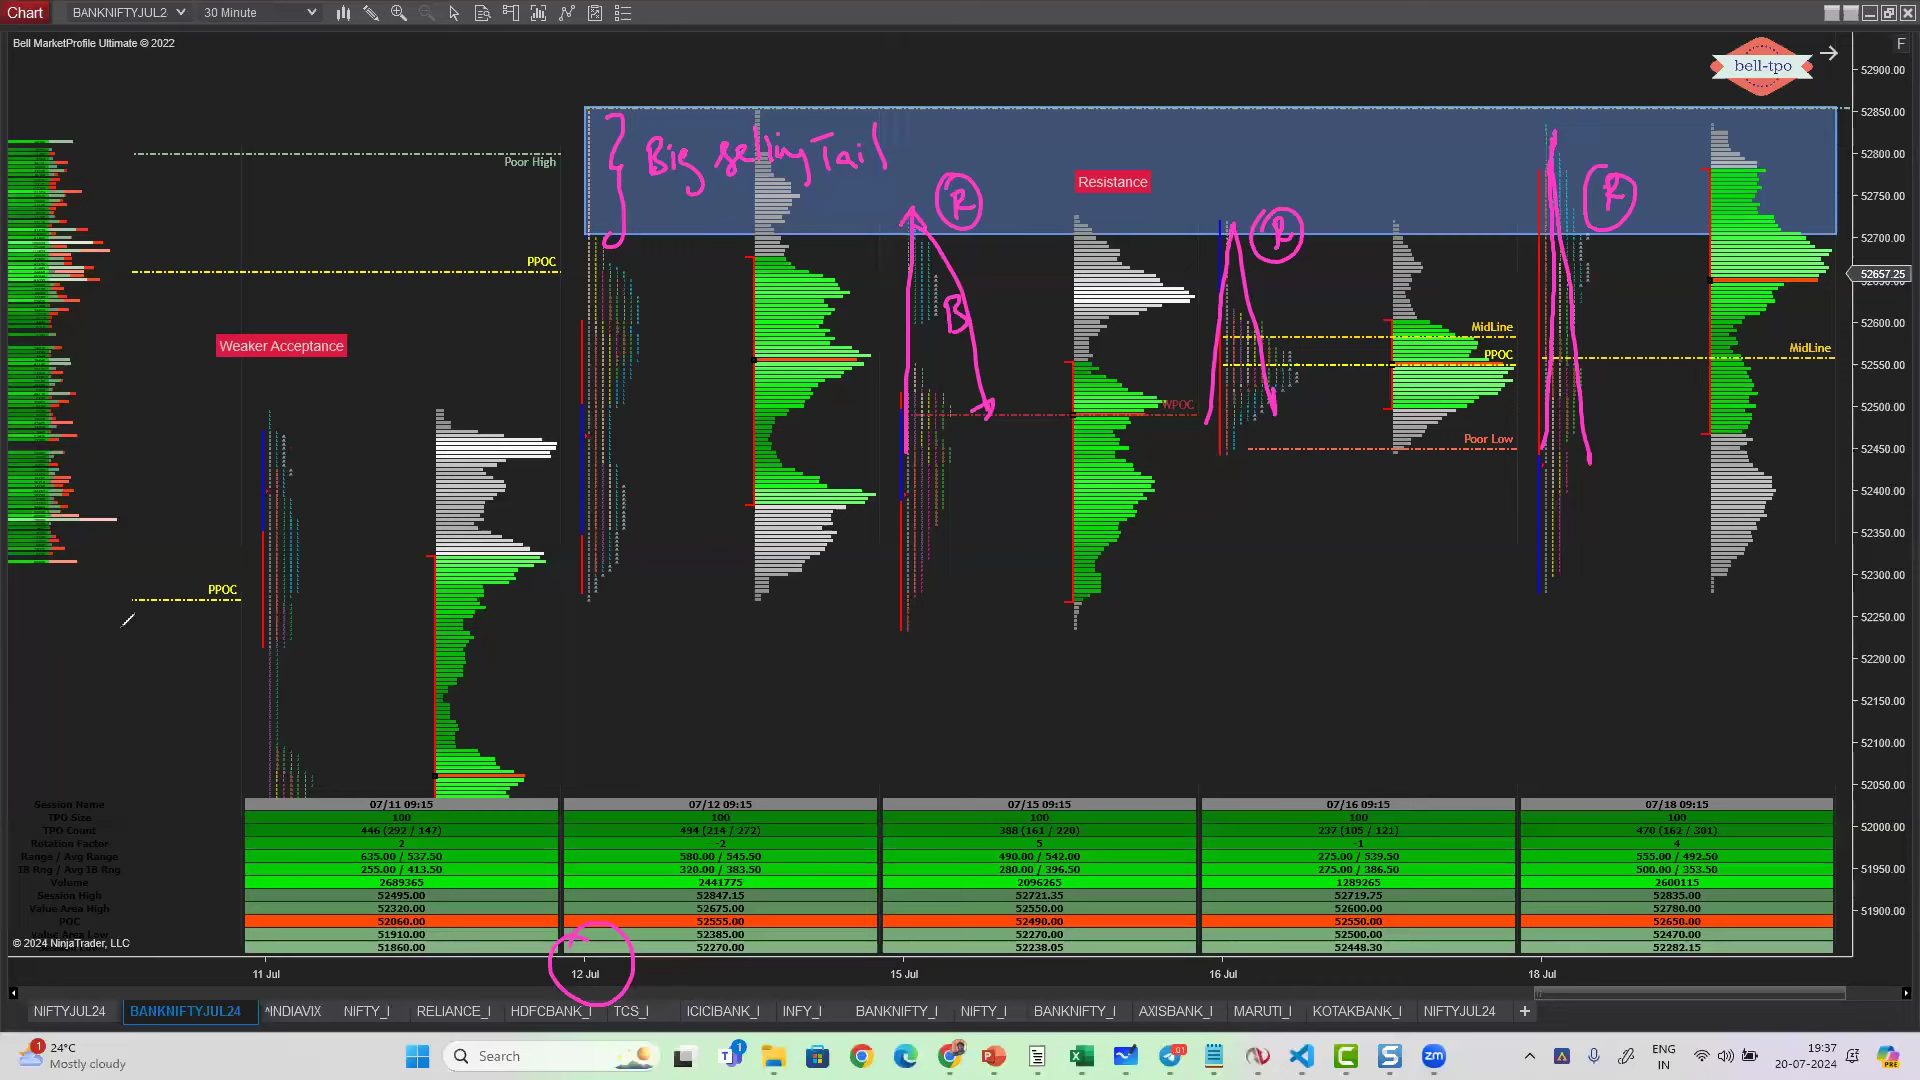 Chart
BANKNIFTYJUL2
30 Minute
Bell MarketProfile Ultimate © 2022
F
bell-tpo
52900.00
52850.00
52800.00
52750.00
52700.00
52657.25
52600.00
52550.00
52500.00
52450.00
52400.00
52350.00
52300.00
52250.00
52200.00
52150.00
52100.00
52050.00
52000.00
51950.00
51900.00
Poor High
Big selling Tail
Resistance
R
R
R
PPOC
B
Weaker Acceptance
MidLine
PPOC
MidLine
WPOC
Poor Low
PPOC
Session Name 07/11 09:15 07/12 09:15 07/15 09:15 07/16 09:15 07/18 09:15
TPO Size 100 100 100 100 100
TPO Count 446 (292 / 147) 494 (214 / 272) 388 (161 / 220) 237 (105 / 121) 470 (162 / 301)
Rotation Factor 2 -2 5 -1 4
Range / Avg Range 635.00 / 537.50 580.00 / 545.50 490.00 / 542.00 275.00 / 539.50 555.00 / 492.50
IB Rng / Avg IB Rng 255.00 / 413.50 320.00 / 383.50 280.00 / 396.50 275.00 / 386.50 500.00 / 353.50
Volume 2689365 2441775 2096265 1289265 2600115
Session High 52495.00 52847.15 52721.35 52719.75 52835.00
Value Area High 52320.00 52675.00 52550.00 52600.00 52780.00
POC 52060.00 52555.00 52490.00 52550.00 52650.00
Value Area Low 51910.00 52385.00 52270.00 52500.00 52470.00
51860.00 52270.00 52238.05 52448.30 52282.15
© 2024 NinjaTrader, LLC
11 Jul 12 Jul 15 Jul 16 Jul 18 Jul
NIFTYJUL24 BANKNIFTYJUL24 ^INDIAVIX NIFTY_I RELIANCE_I HDFCBANK_I TCS_I ICICIBANK_I INFY_I BANKNIFTY_I NIFTY_I BANKNIFTY_I AXISBANK_I MARUTI_I KOTAKBANK_I NIFTYJUL24 +
1
24°C
Mostly cloudy
Search
1
01
zm
ENG
IN
19:37
20-07-2024
PRE